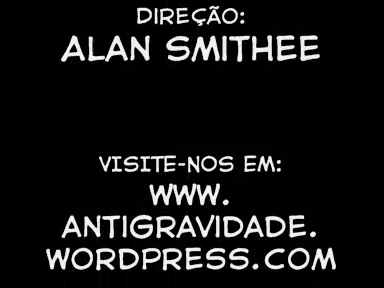 DIREÇÃO:
ALAN SMITHEE
VISITE-NOS EM:
WWW.
ANTIGRAVIDADE.
WORDPRESS.COM